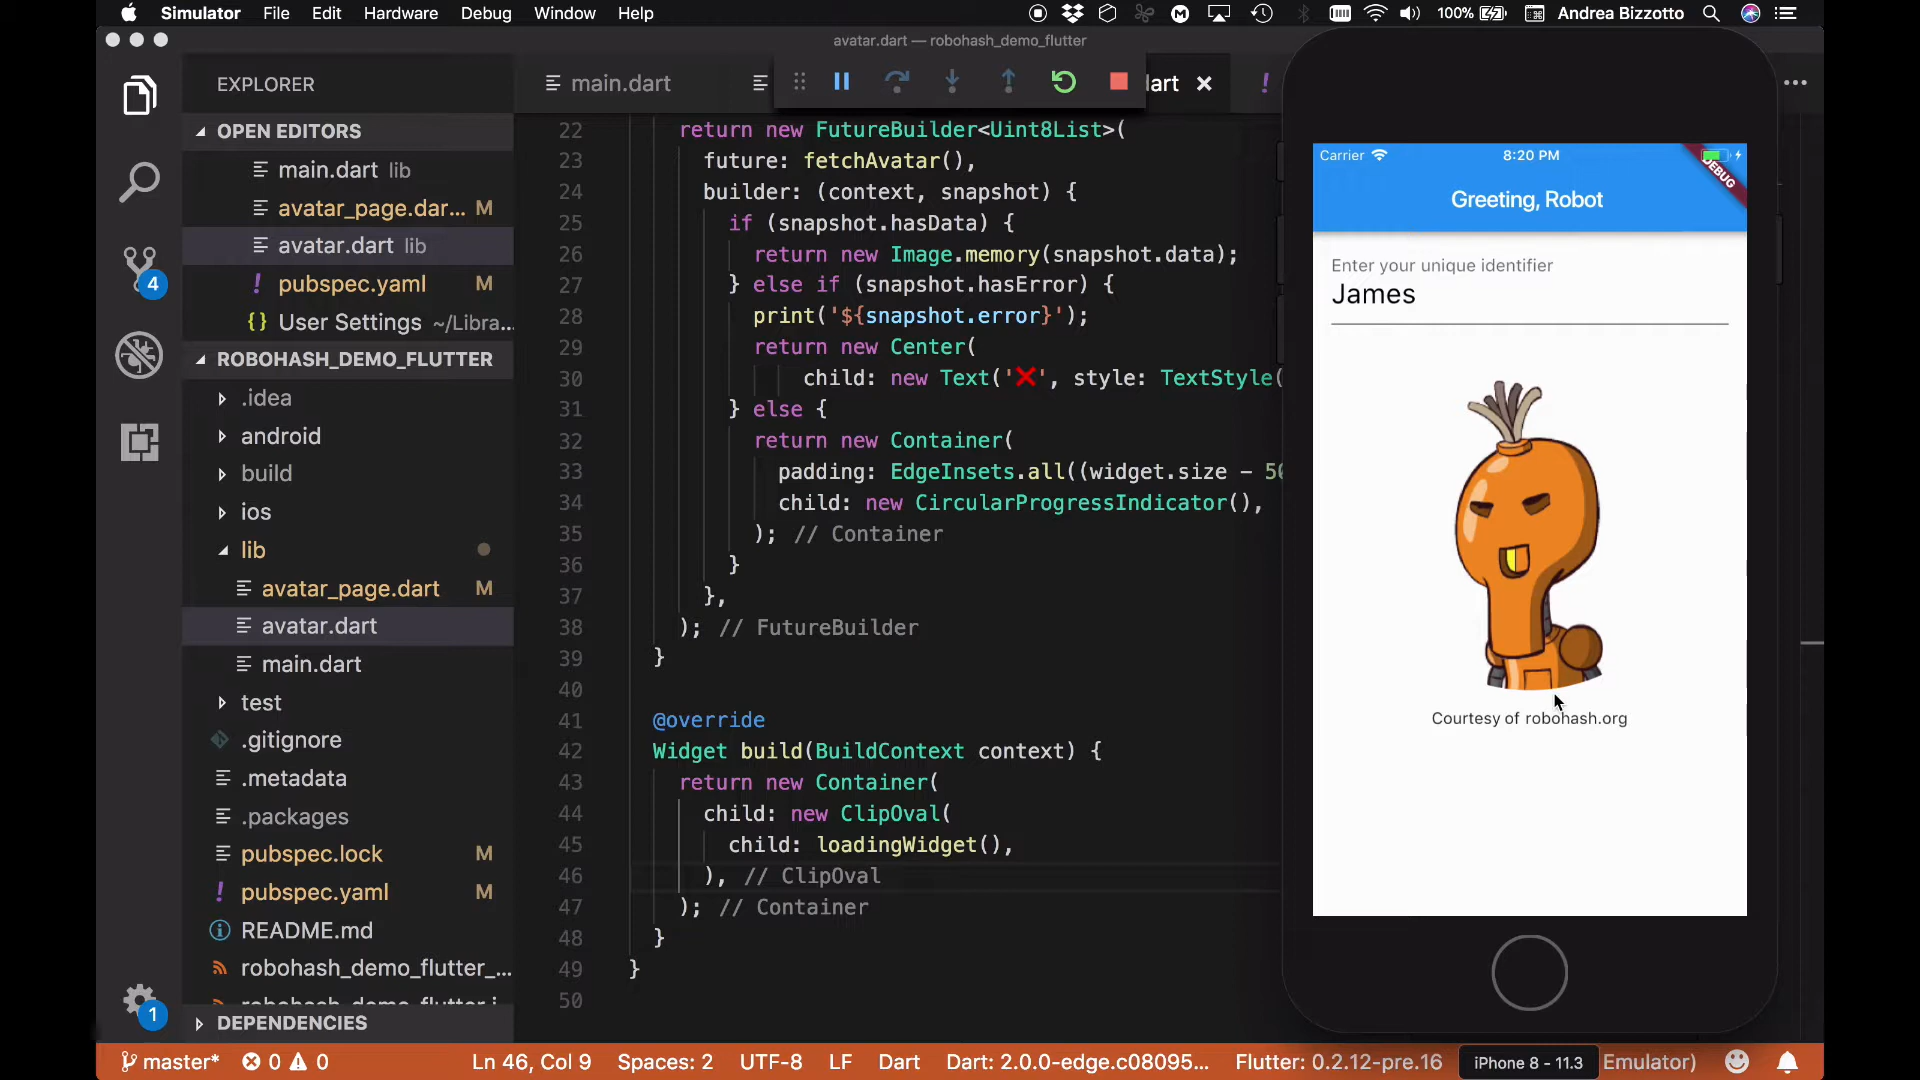 Simulator File Edit Hardware Debug Window Help
100% Andrea Bizzotto
avatar.dart — robohash_demo_flutter
EXPLORER
OPEN EDITORS
main.dart lib
avatar_page.dar... M
avatar.dart lib
pubspec.yaml M
User Settings ~/Libra...
ROBOHASH_DEMO_FLUTTER
.idea
android
build
ios
lib
avatar_page.dart M
avatar.dart
main.dart
test
.gitignore
.metadata
.packages
pubspec.lock M
pubspec.yaml M
README.md
robohash_demo_flutter_...
DEPENDENCIES
4
1
main.dart
art
22 return new FutureBuilder<Uint8List>(
23 future: fetchAvatar(),
24 builder: (context, snapshot) {
25 if (snapshot.hasData) {
26 return new Image.memory(snapshot.data);
27 } else if (snapshot.hasError) {
28 print('${snapshot.error}');
29 return new Center(
30 child: new Text('❌', style: TextStyle(
31 } else {
32 return new Container(
33 padding: EdgeInsets.all((widget.size - 50
34 child: new CircularProgressIndicator(),
35 ); // Container
36 }
37 },
38 ); // FutureBuilder
39 }
40
41 @override
42 Widget build(BuildContext context) {
43 return new Container(
44 child: new ClipOval(
45 child: loadingWidget(),
46 ), // ClipOval
47 ); // Container
48 }
49 }
50
Carrier 8:20 PM
DEBUG
Greeting, Robot
Enter your unique identifier
James
Courtesy of robohash.org
master* 0 0 Ln 46, Col 9 Spaces: 2 UTF-8 LF Dart Dart: 2.0.0-edge.c08095... Flutter: 0.2.12-pre.16 iPhone 8 - 11.3 Emulator)